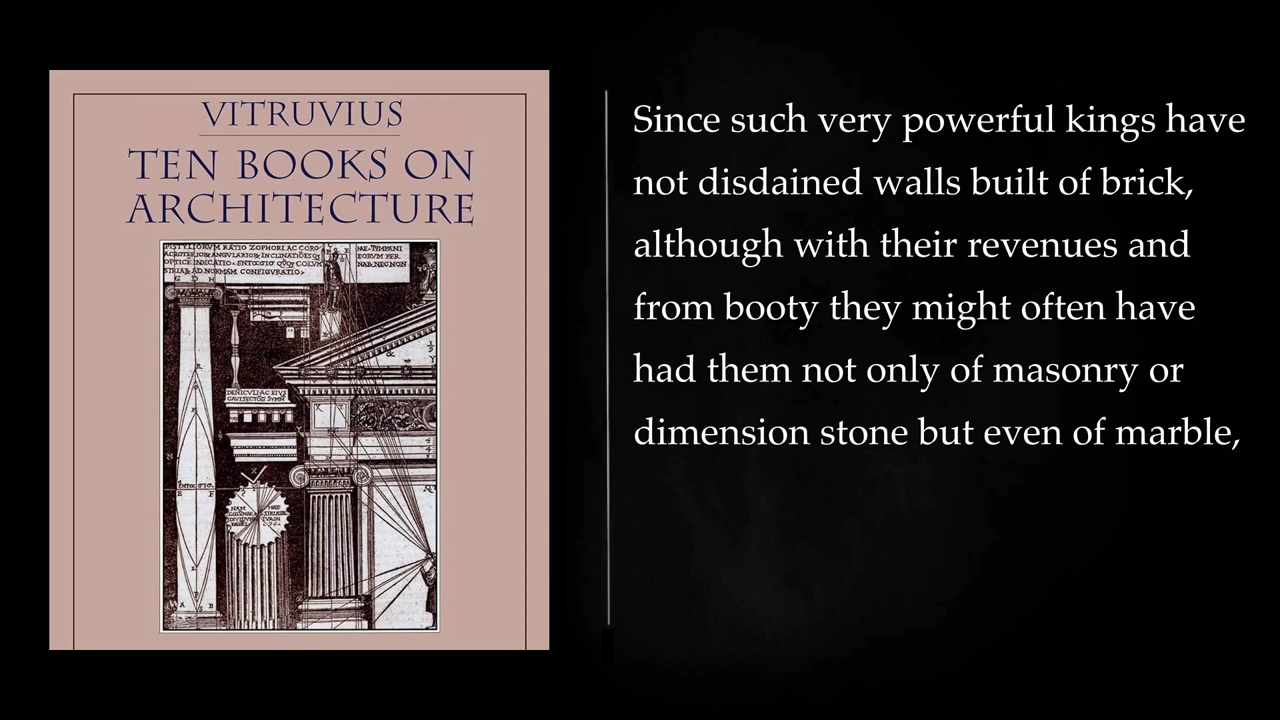 VITRUVIUS
TEN BOOKS ON
ARCHITECTURE
Since such very powerful kings have
not disdained walls built of brick,
although with their revenues and
from booty they might often have
had them not only of masonry or
dimension stone but even of marble,